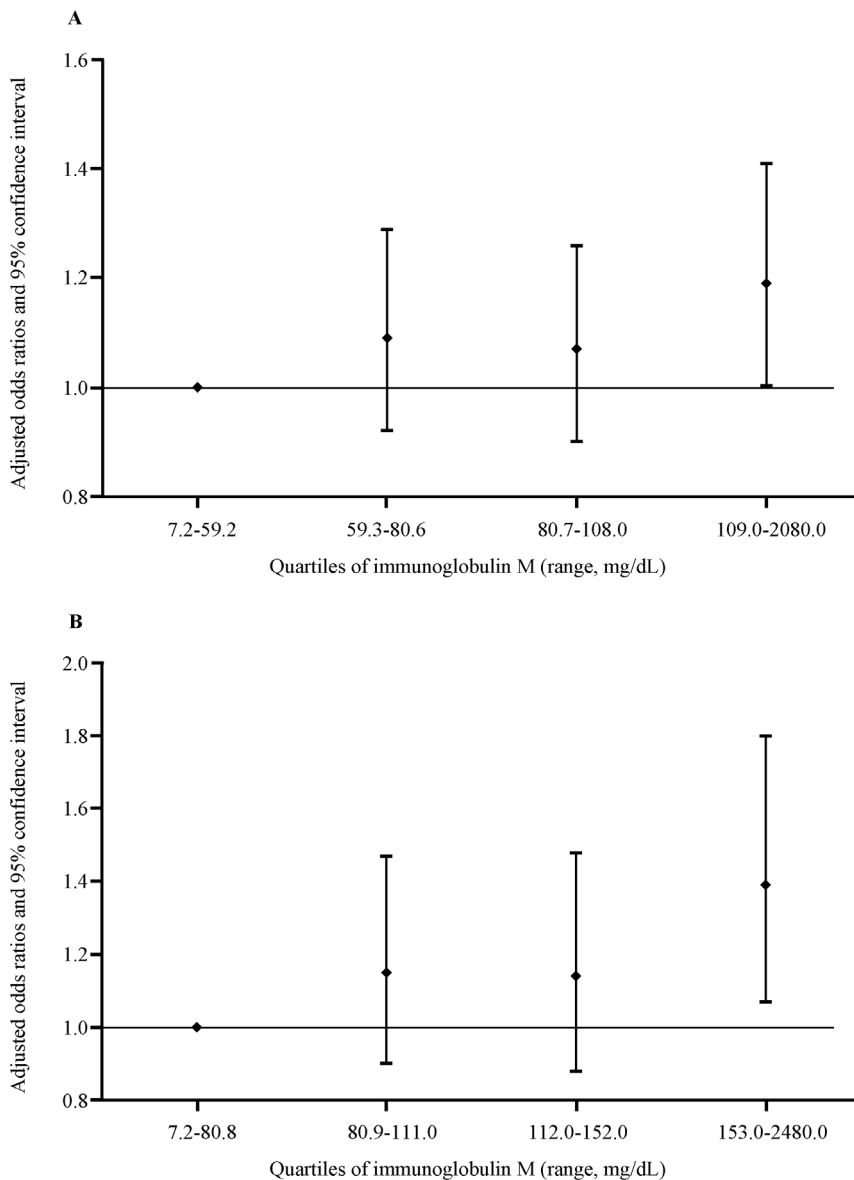 A
Adjusted odds ratios and 95% confidence interval
1.6
1.4
1.2
1.0
0.8
7.2-59.2 59.3-80.6 80.7-108.0 109.0-2080.0
Quartiles of immunoglobulin M (range, mg/dL)
B
Adjusted odds ratios and 95% confidence interval
2.0
1.8
1.6
1.4
1.2
1.0
0.8
7.2-80.8 80.9-111.0 112.0-152.0 153.0-2480.0
Quartiles of immunoglobulin M (range, mg/dL)